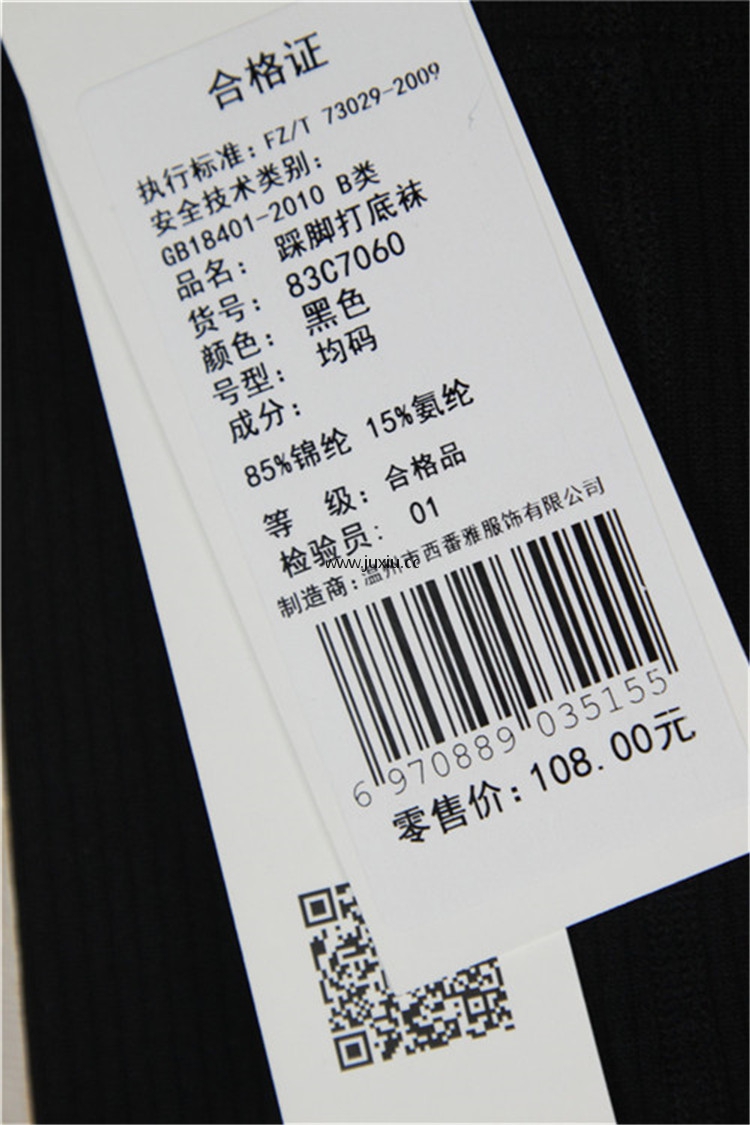 合格证
执行标准: FZ/T 73029-2009
安全技术类别:
GB18401-2010 B类
品名: 踩脚打底袜
货号: 83C7060
颜色: 黑色
号型: 均码
成分:
85%锦纶 15%氨纶
等 级: 合格品
检验员: 01
www.juxiu.cc
制造商: 温州市西番雅服饰有限公司
6 970889 035155
零售价: 108.00元